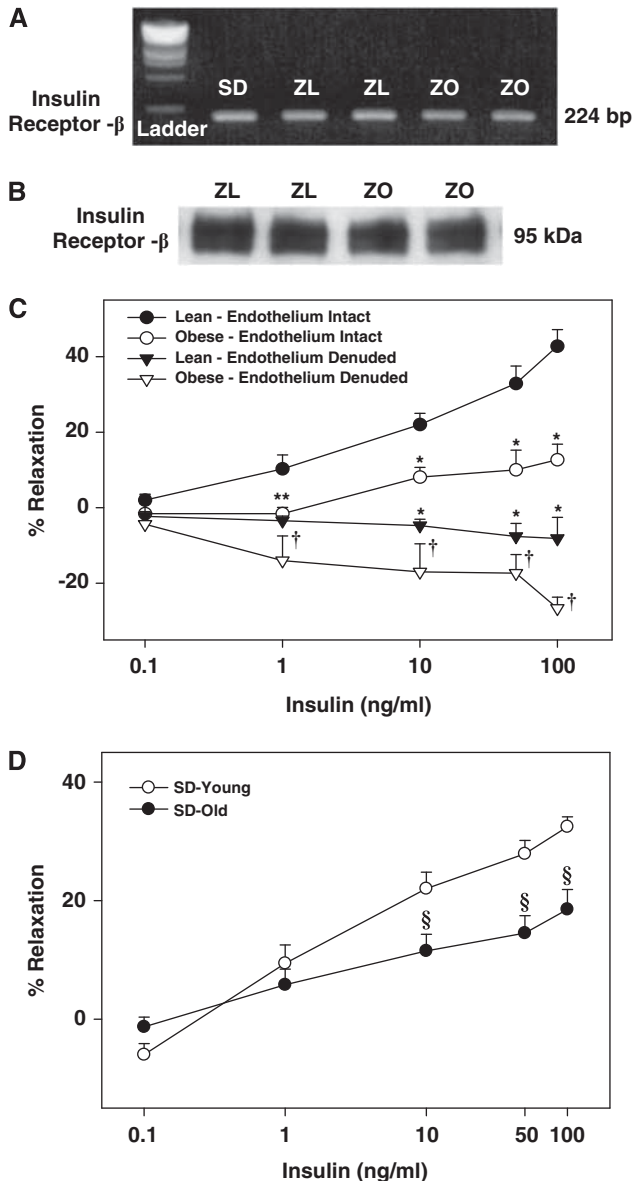 A
Insulin
Receptor -β
Ladder
SD ZL ZL ZO ZO
224 bp
B
ZL ZL ZO ZO
Insulin
Receptor -β
95 kDa
C
Lean - Endothelium Intact
Obese - Endothelium Intact
Lean - Endothelium Denuded
Obese - Endothelium Denuded
% Relaxation
40
20
0
-20
** * * *
* * *
† † † †
0.1 1 10 100
Insulin (ng/ml)
D
SD-Young
SD-Old
% Relaxation
40
20
0
§ § §
0.1 1 10 50 100
Insulin (ng/ml)